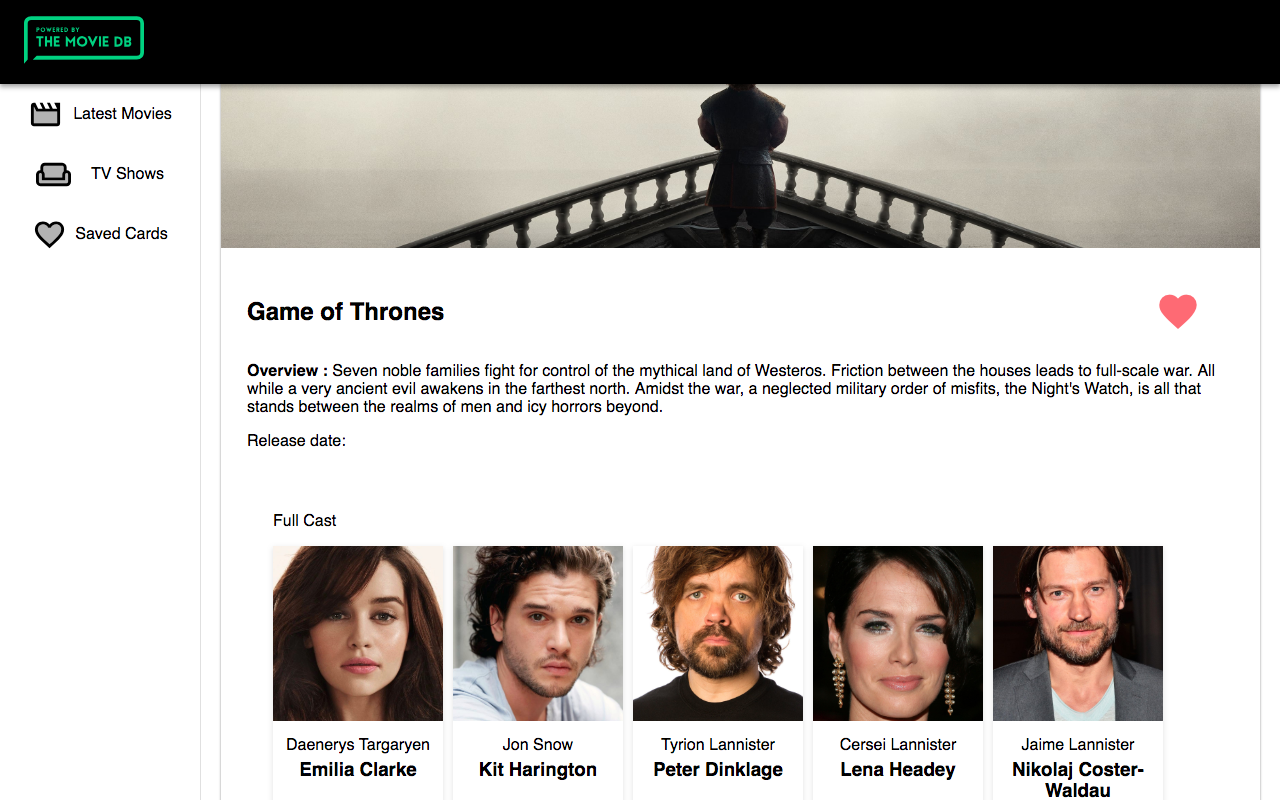 POWERED BY
THE MOVIE DB
Latest Movies
TV Shows
Saved Cards
Game of Thrones
Overview : Seven noble families fight for control of the mythical land of Westeros. Friction between the houses leads to full-scale war. All
while a very ancient evil awakens in the farthest north. Amidst the war, a neglected military order of misfits, the Night's Watch, is all that
stands between the realms of men and icy horrors beyond.
Release date:
Full Cast
Daenerys Targaryen
Emilia Clarke
Jon Snow
Kit Harington
Tyrion Lannister
Peter Dinklage
Cersei Lannister
Lena Headey
Jaime Lannister
Nikolaj Coster-
Waldau